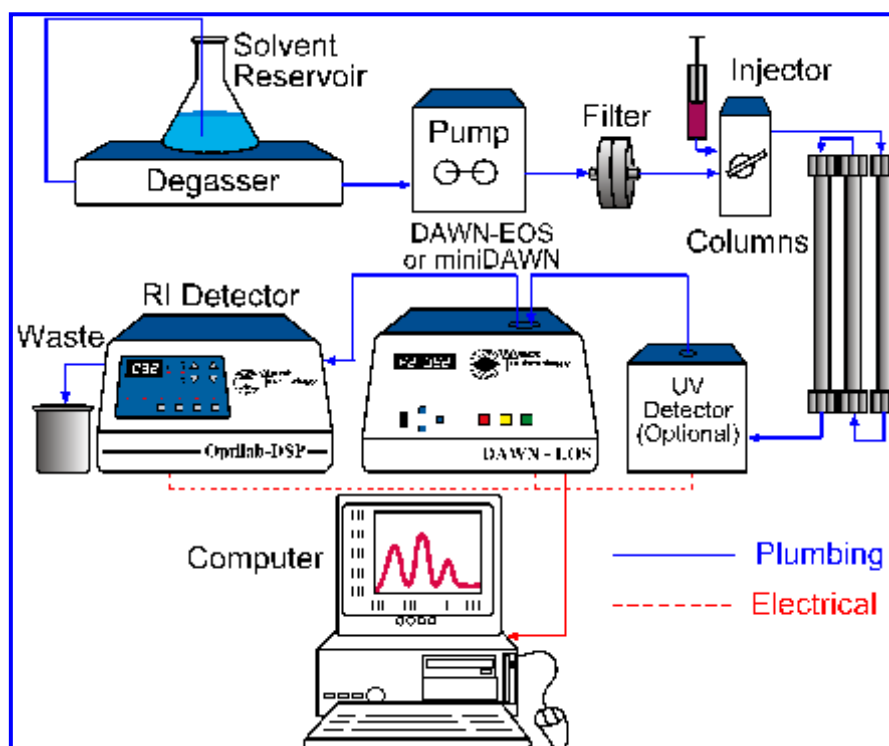 Solvent
Reservoir
Degasser
Pump
Filter
Injector
Columns
DAWN-EOS
or miniDAWN
RI Detector
Waste
UV
Detector
(Optional)
Optilab-DSP
DAWN - EOS
Computer
Plumbing
Electrical